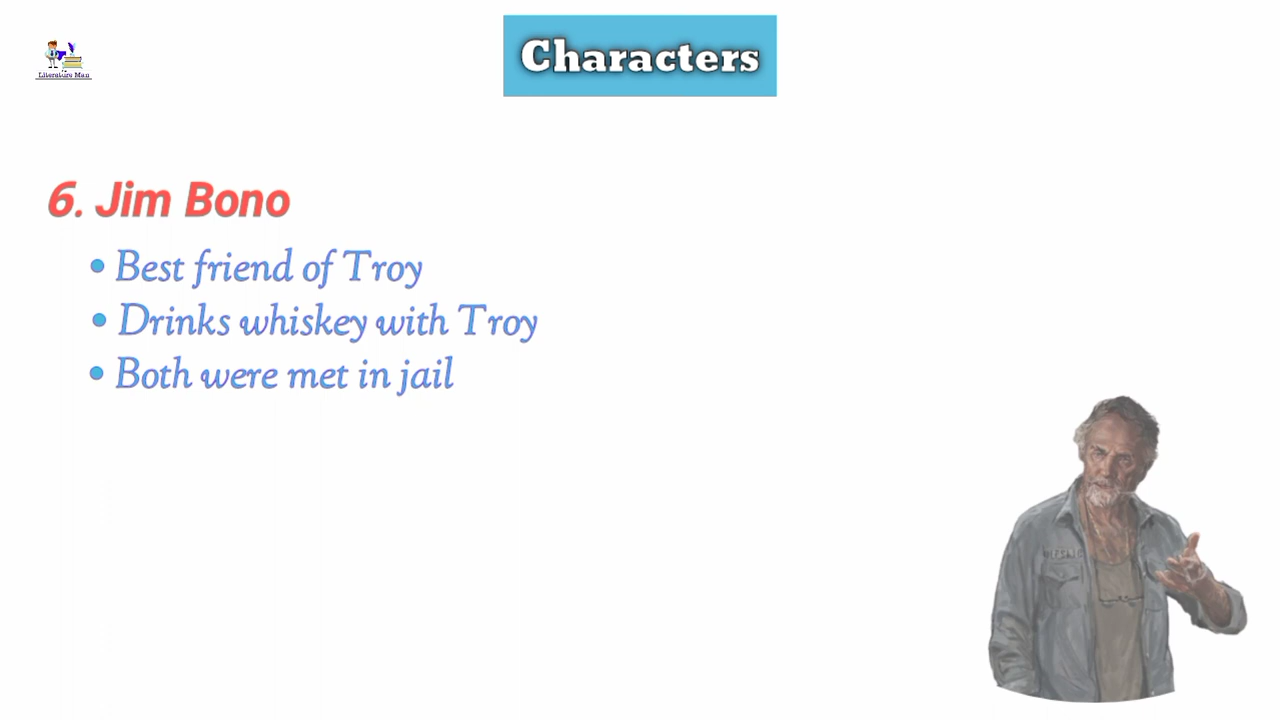 Literature Man
Characters
6. Jim Bono
• Best friend of Troy
• Drinks whiskey with Troy
• Both were met in jail